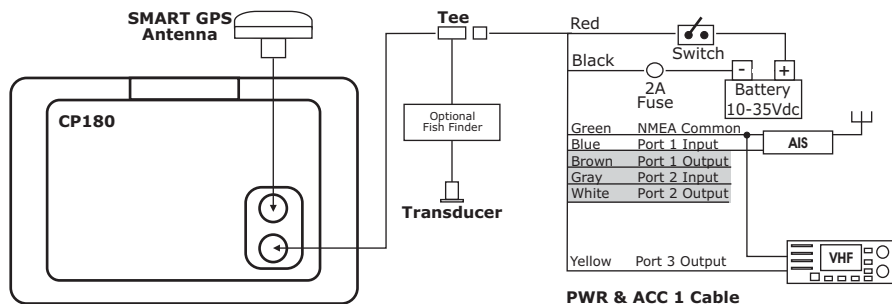 SMART GPS
Antenna
CP180
Tee
Optional
Fish Finder
Transducer
Red
Switch
Black
2A
Fuse
- +
Battery
10-35Vdc
Green NMEA Common
Blue Port 1 Input
AIS
Brown Port 1 Output
Gray Port 2 Input
White Port 2 Output
Yellow Port 3 Output
VHF
PWR & ACC 1 Cable